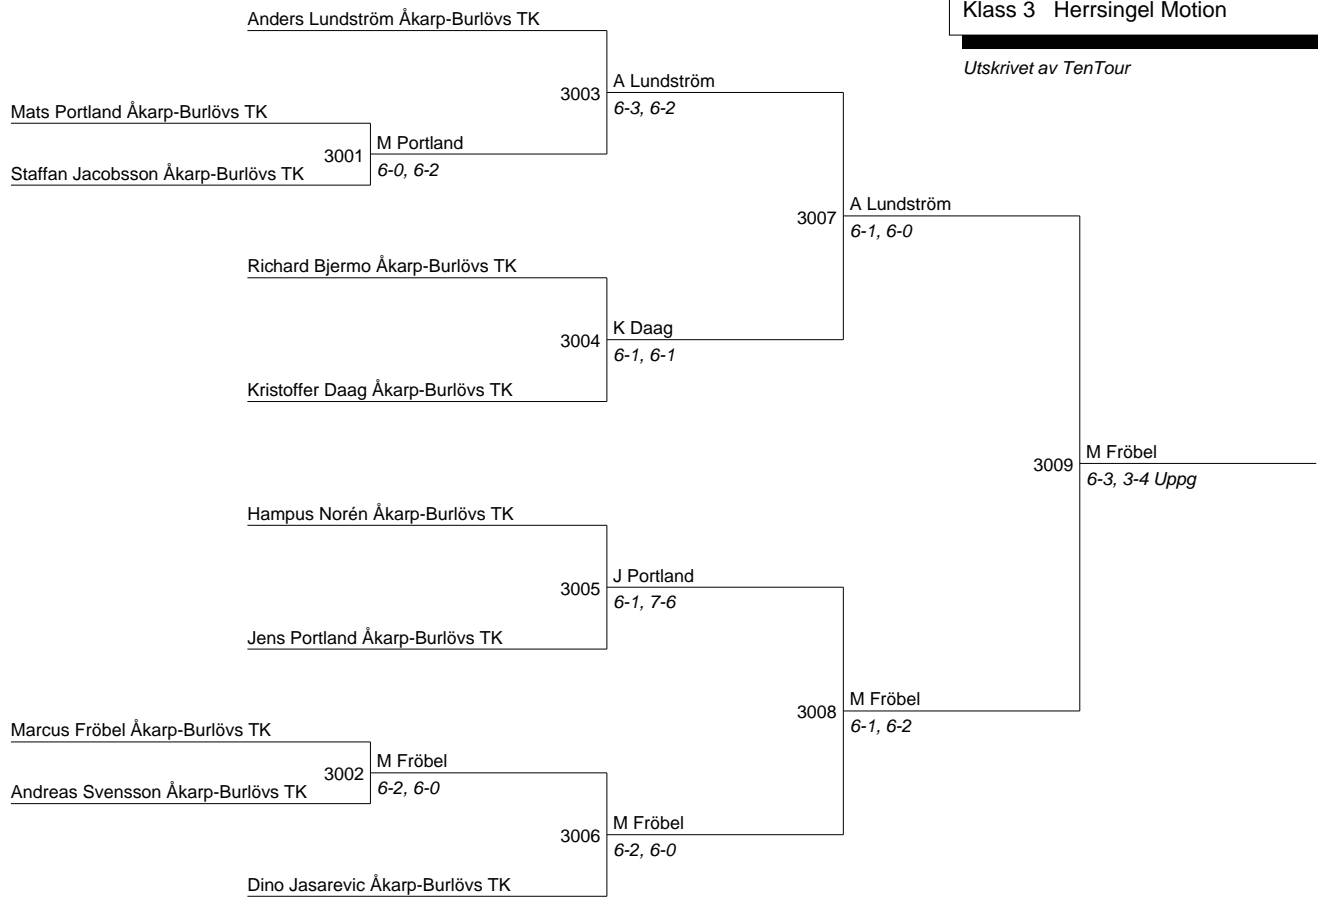 Klass 3   Herrsingel Motion
Utskrivet av TenTour
Anders Lundström Åkarp-Burlövs TK
3003
A Lundström
6-3, 6-2
Mats Portland Åkarp-Burlövs TK
3001
M Portland
6-0, 6-2
Staffan Jacobsson Åkarp-Burlövs TK
3007
A Lundström
6-1, 6-0
Richard Bjermo Åkarp-Burlövs TK
3004
K Daag
6-1, 6-1
Kristoffer Daag Åkarp-Burlövs TK
3009
M Fröbel
6-3, 3-4 Uppg
Hampus Norén Åkarp-Burlövs TK
3005
J Portland
6-1, 7-6
Jens Portland Åkarp-Burlövs TK
3008
M Fröbel
6-1, 6-2
Marcus Fröbel Åkarp-Burlövs TK
3002
M Fröbel
6-2, 6-0
Andreas Svensson Åkarp-Burlövs TK
3006
M Fröbel
6-2, 6-0
Dino Jasarevic Åkarp-Burlövs TK